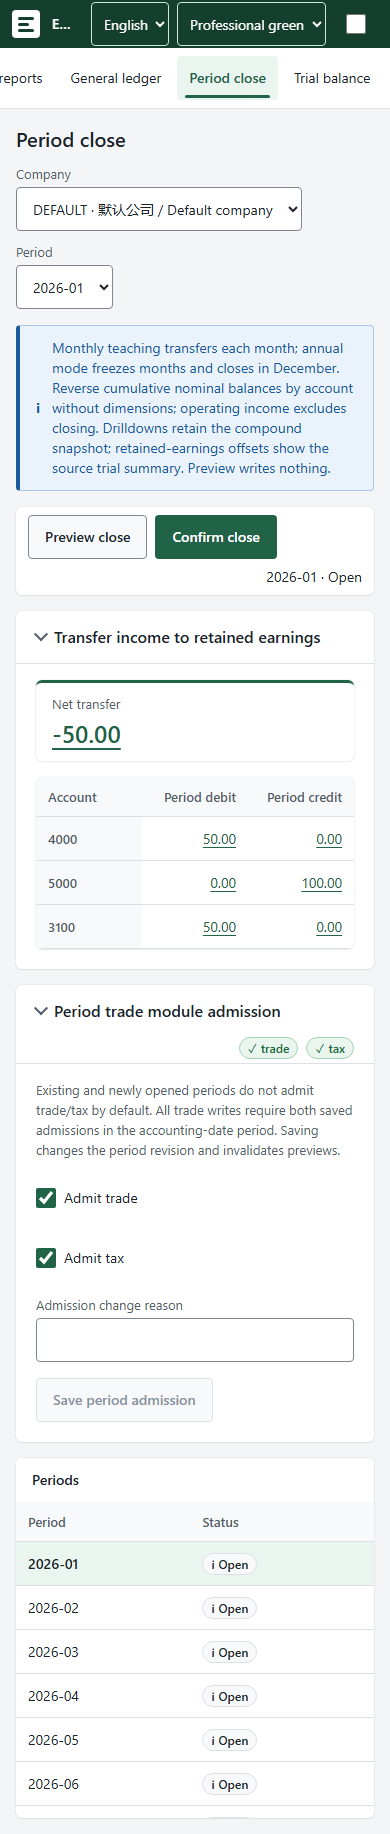 E...
English
Professional green
reports
General ledger
Period close
Trial balance
Period close
Company
DEFAULT · 默认公司 / Default company
Period
2026-01
Monthly teaching transfers each month; annual
mode freezes months and closes in December.
Reverse cumulative nominal balances by account
i without dimensions; operating income excludes
closing. Drilldowns retain the compound
snapshot; retained-earnings offsets show the
source trial summary. Preview writes nothing.
Preview close
Confirm close
2026-01 · Open
Transfer income to retained earnings
Net transfer
-50.00
Account Period debit Period credit
4000 50.00 0.00
5000 0.00 100.00
3100 50.00 0.00
Period trade module admission
✓ trade ✓ tax
Existing and newly opened periods do not admit
trade/tax by default. All trade writes require both saved
admissions in the accounting-date period. Saving
changes the period revision and invalidates previews.
Admit trade
Admit tax
Admission change reason
Save period admission
Periods
Period Status
2026-01 i Open
2026-02 i Open
2026-03 i Open
2026-04 i Open
2026-05 i Open
2026-06 i Open